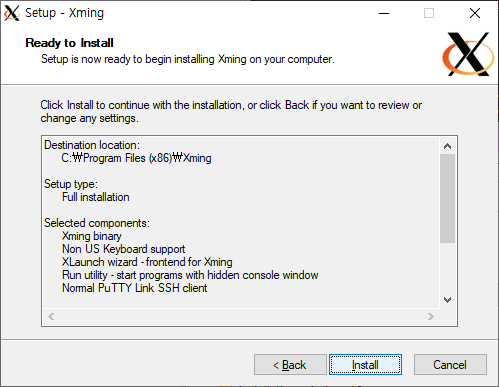 Setup - Xming
Ready to Install
Setup is now ready to begin installing Xming on your computer.
Click Install to continue with the installation, or click Back if you want to review or
change any settings.
Destination location:
C:₩Program Files (x86)₩Xming
Setup type:
Full installation
Selected components:
Xming binary
Non US Keyboard support
XLaunch wizard - frontend for Xming
Run utility - start programs with hidden console window
Normal PuTTY Link SSH client
< Back
Install
Cancel